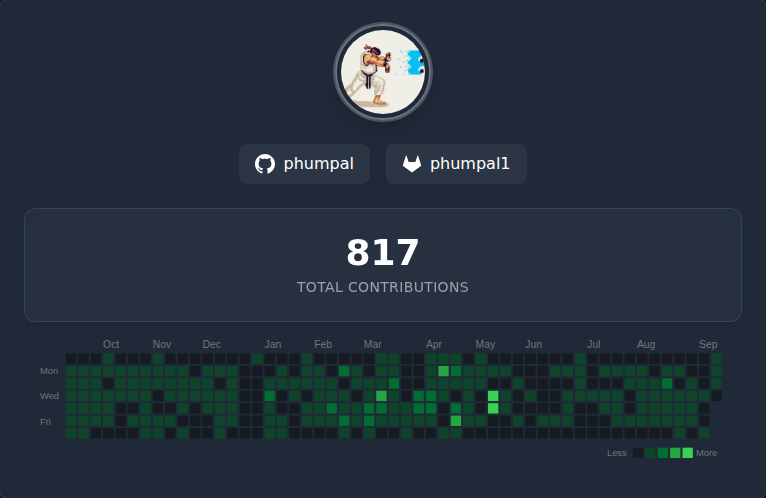 phumpal phumpal1
817
TOTAL CONTRIBUTIONS
Oct Nov Dec Jan Feb Mar Apr May Jun Jul Aug Sep
Mon
Wed
Fri
Less More